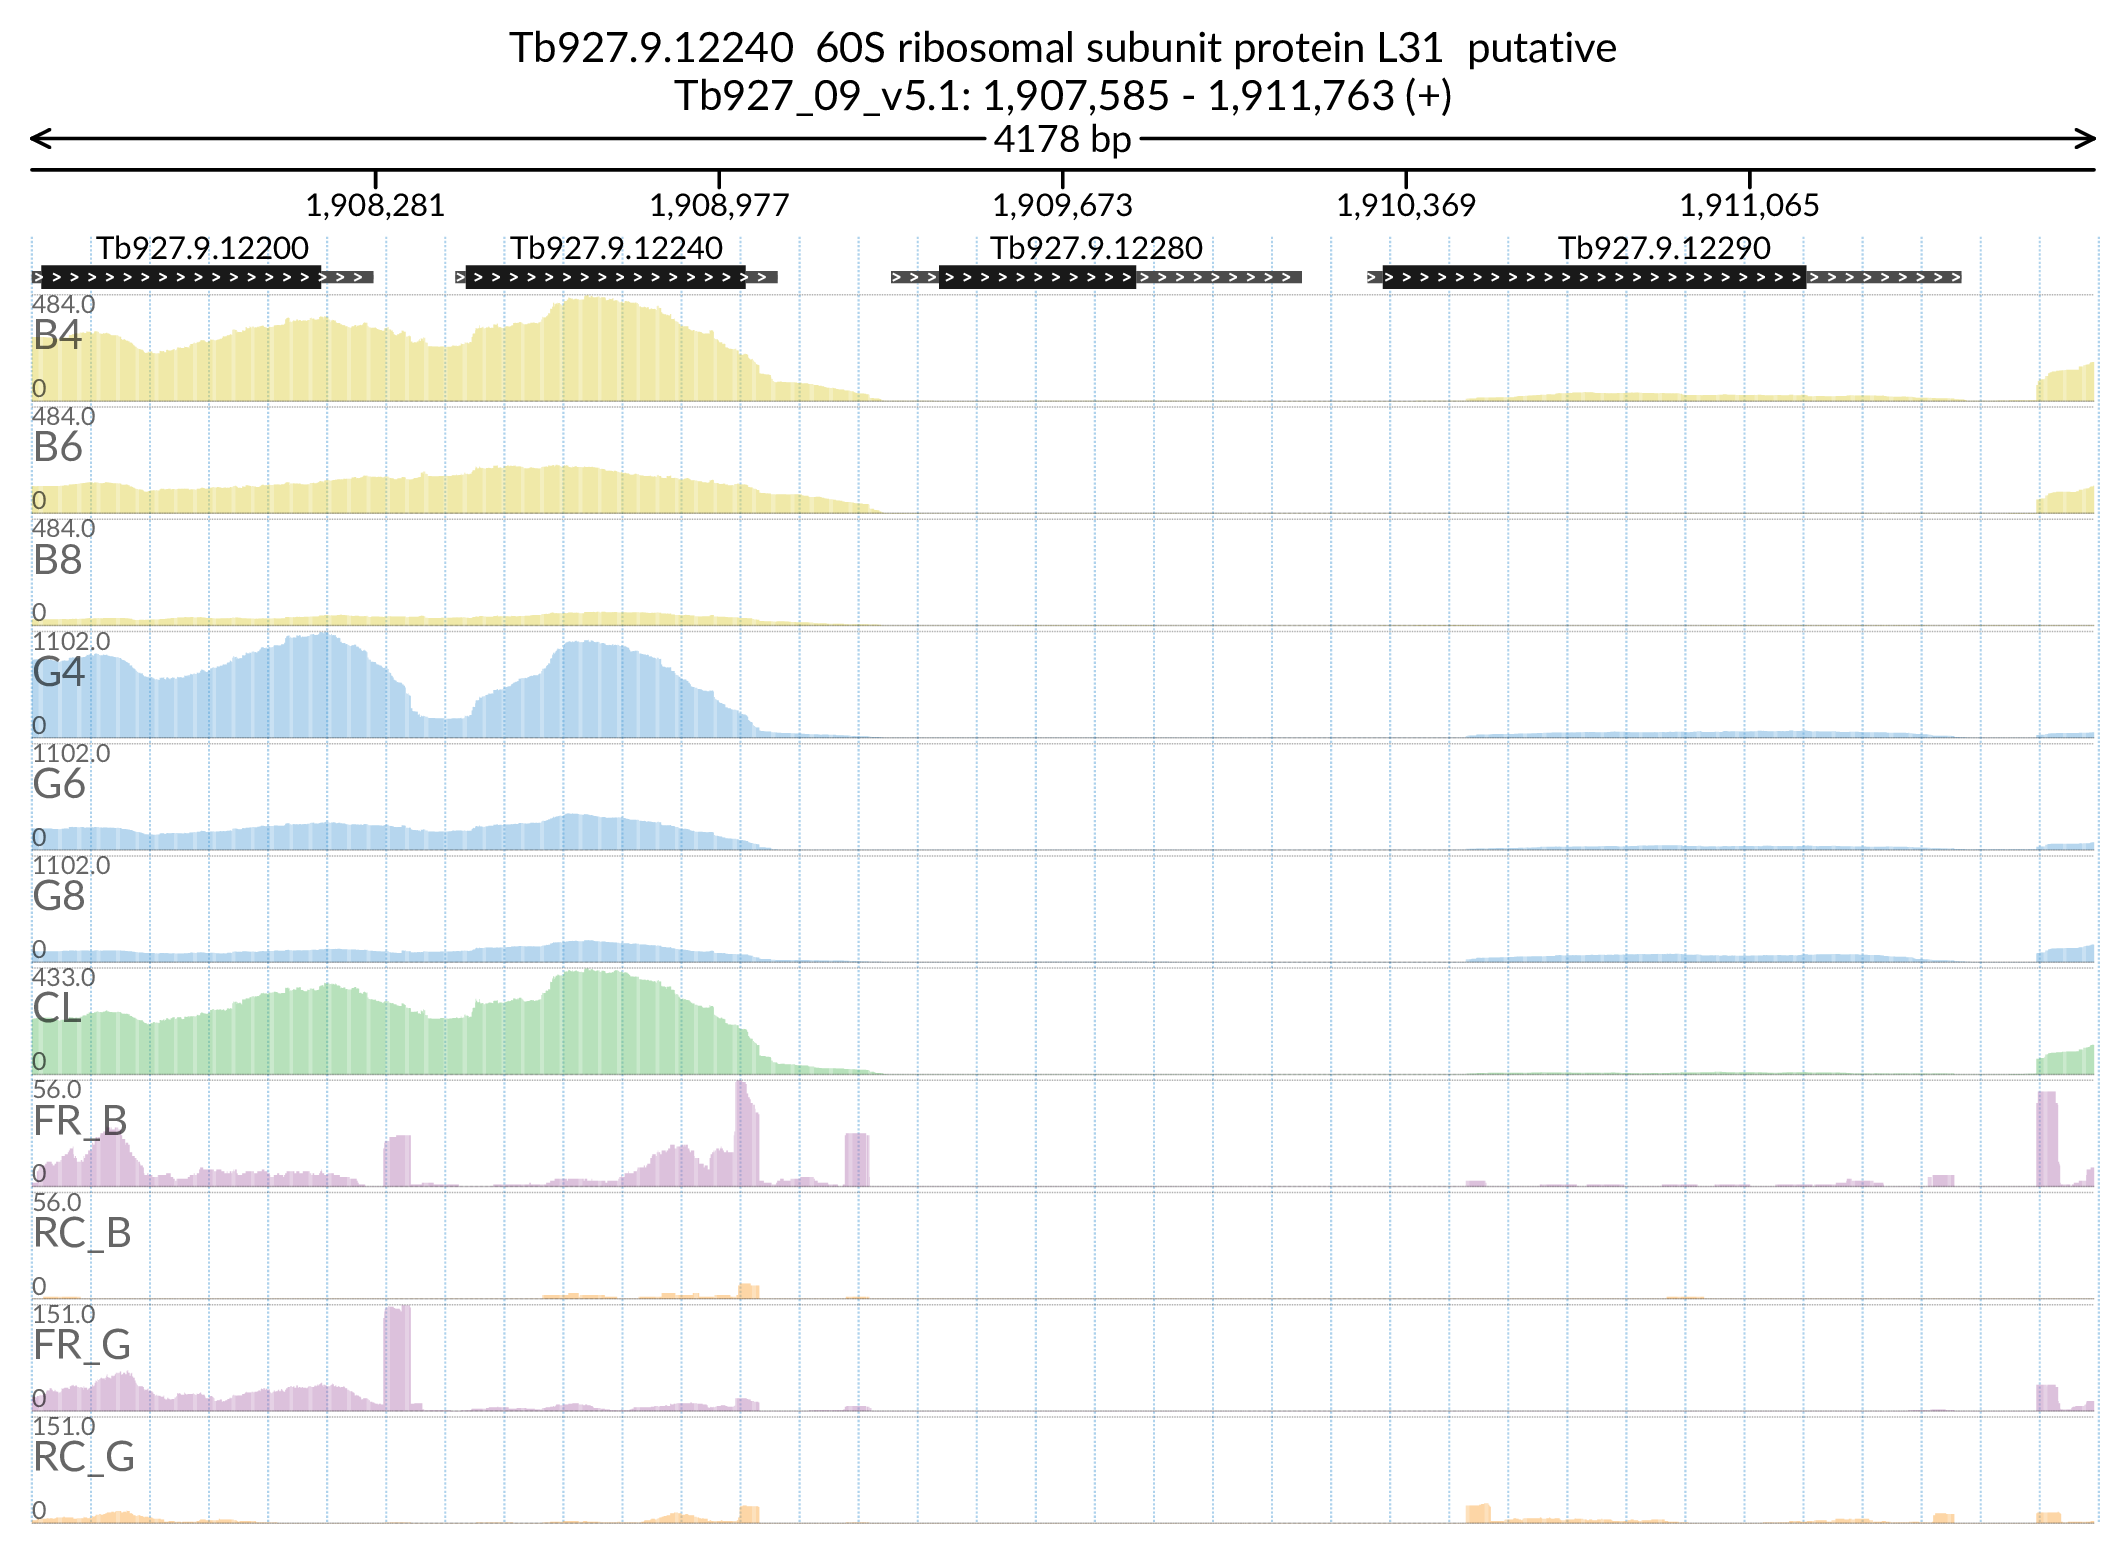 Tb927.9.12240  60S ribosomal subunit protein L31  putative
Tb927_09_v5.1: 1,907,585 - 1,911,763 (+)
4178 bp
1,908,281 1,908,977 1,909,673 1,910,369 1,911,065
Tb927.9.12200 Tb927.9.12240 Tb927.9.12280 Tb927.9.12290
484.0
B4
0
484.0
B6
0
484.0
B8
0
1102.0
G4
0
1102.0
G6
0
1102.0
G8
0
433.0
CL
0
56.0
FR_B
0
56.0
RC_B
0
151.0
FR_G
0
151.0
RC_G
0